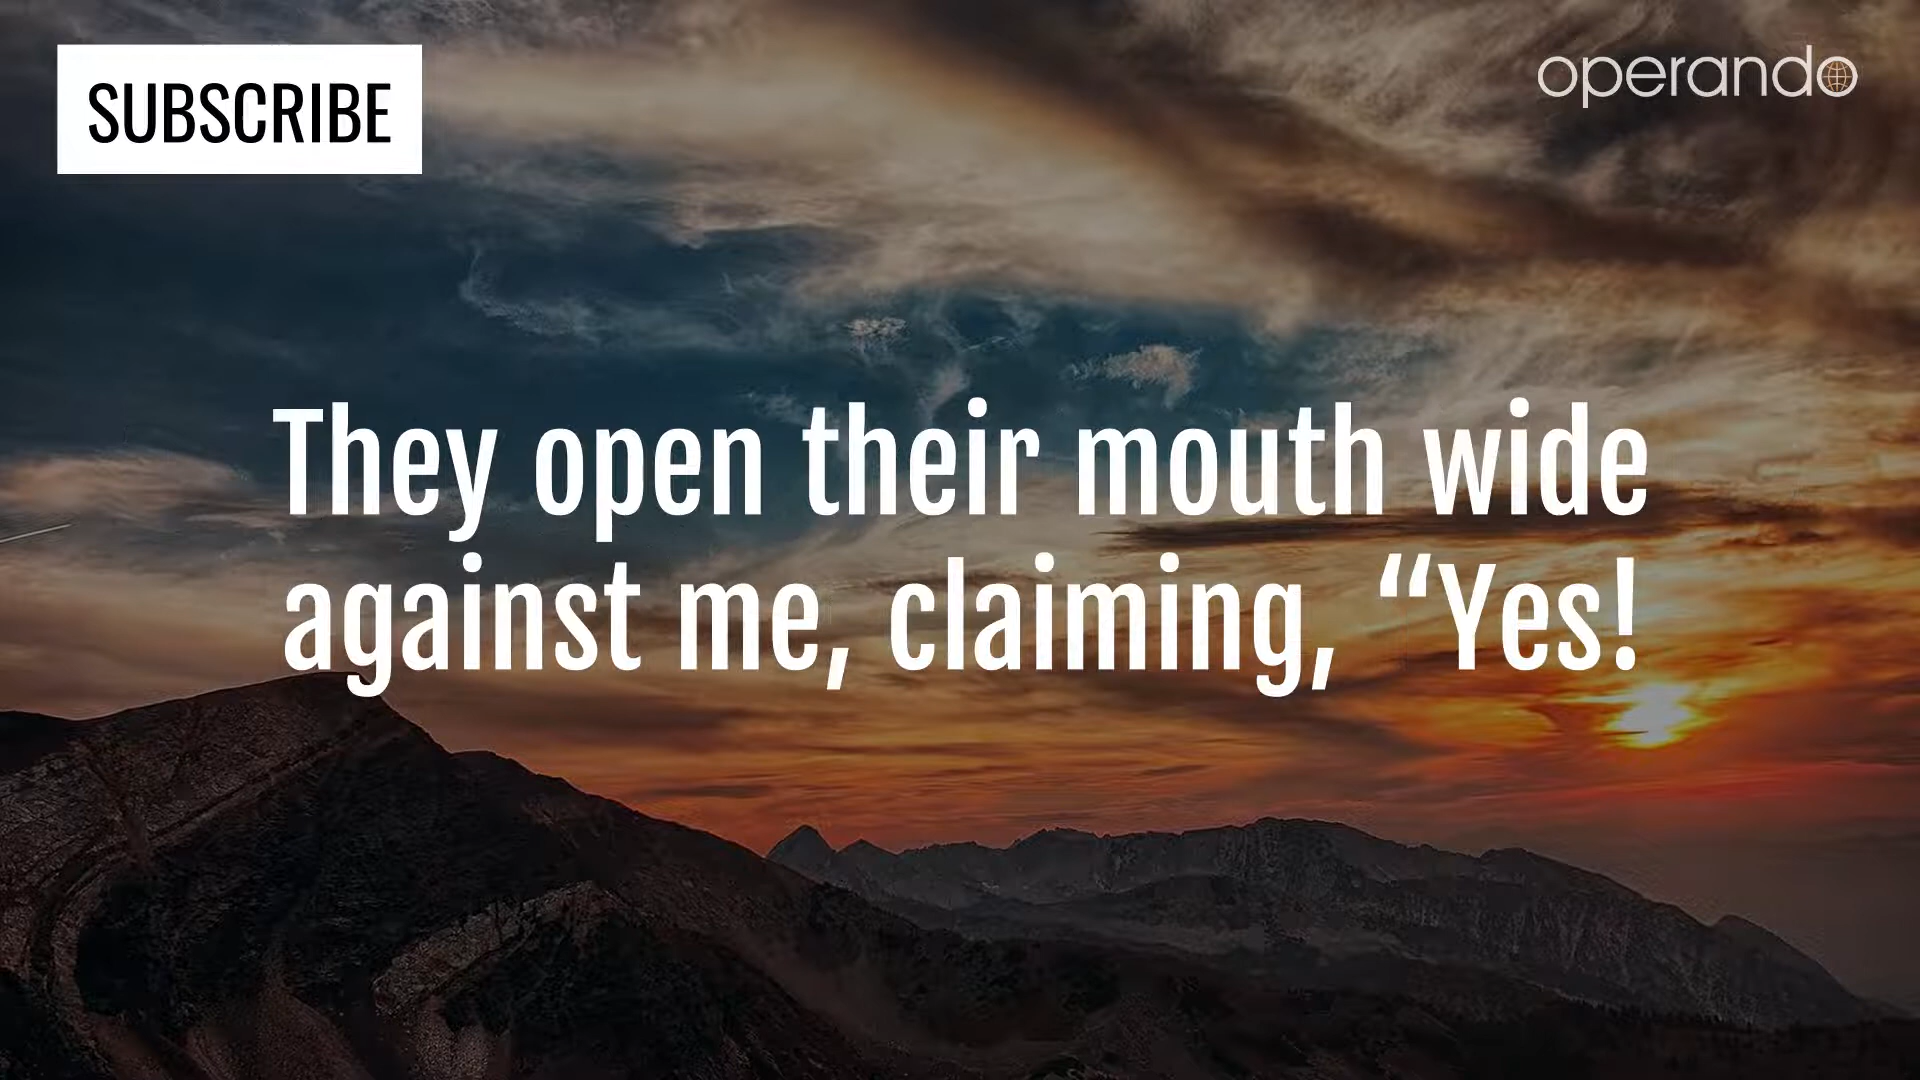 SUBSCRIBE
operando
They open their mouth wide
against me, claiming, “Yes!